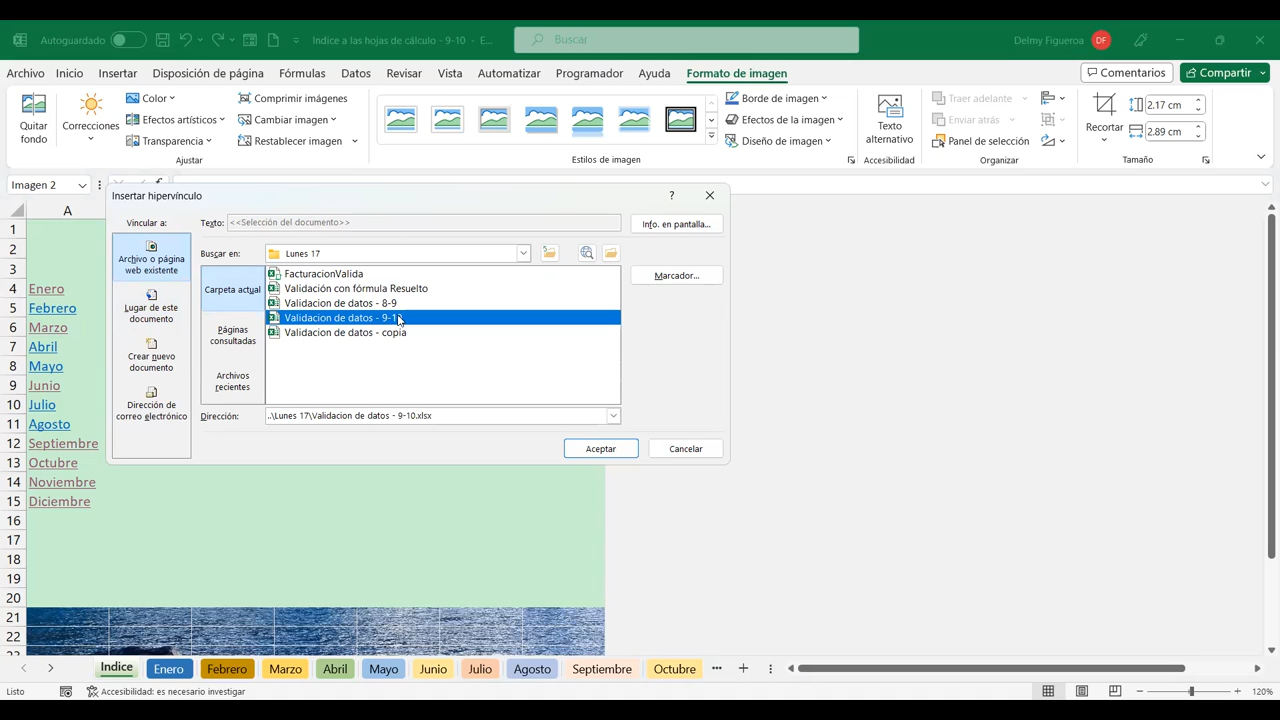 Autoguardado
Indice a las hojas de cálculo - 9-10 - E...
Buscar
Delmy Figueroa DF
Archivo Inicio Insertar Disposición de página Fórmulas Datos Revisar Vista Automatizar Programador Ayuda Formato de imagen
Comentarios Compartir
Quitar fondo
Correcciones
Color
Efectos artísticos
Transparencia
Comprimir imágenes
Cambiar imagen
Restablecer imagen
Ajustar
Estilos de imagen
Borde de imagen
Efectos de la imagen
Diseño de imagen
Texto alternativo
Accesibilidad
Traer adelante
Enviar atrás
Panel de selección
Organizar
Recortar
2.17 cm
2.89 cm
Tamaño
Imagen 2
A
1
2
3
4 Enero
5 Febrero
6 Marzo
7 Abril
8 Mayo
9 Junio
10 Julio
11 Agosto
12 Septiembre
13 Octubre
14 Noviembre
15 Diciembre
16
17
18
19
20
21
22
Insertar hipervínculo
?
Vincular a:
Texto: <<Selección del documento>>
Info. en pantalla...
Archivo o página web existente
Lugar de este documento
Crear nuevo documento
Dirección de correo electrónico
Buscar en: Lunes 17
Carpeta actual
Páginas consultadas
Archivos recientes
FacturacionValida
Validación con fórmula Resuelto
Validacion de datos - 8-9
Validacion de datos - 9-10
Validacion de datos - copia
Marcador...
Dirección: ..\Lunes 17\Validacion de datos - 9-10.xlsx
Aceptar Cancelar
Indice Enero Febrero Marzo Abril Mayo Junio Julio Agosto Septiembre Octubre
Listo
Accesibilidad: es necesario investigar
120%